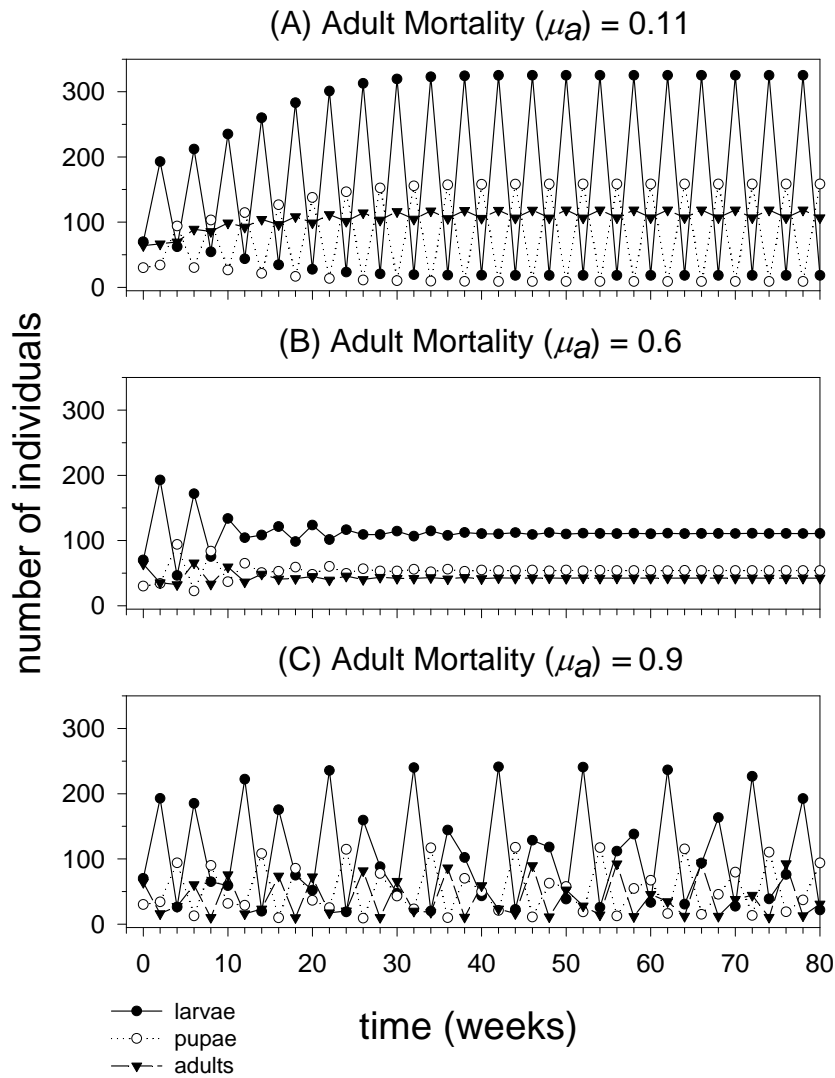 (A) Adult Mortality (μa) = 0.11
300
200
100
0
(B) Adult Mortality (μa) = 0.6
300
200
100
0
(C) Adult Mortality (μa) = 0.9
300
200
100
0
0 10 20 30 40 50 60 70 80
number of individuals
time (weeks)
larvae
pupae
adults